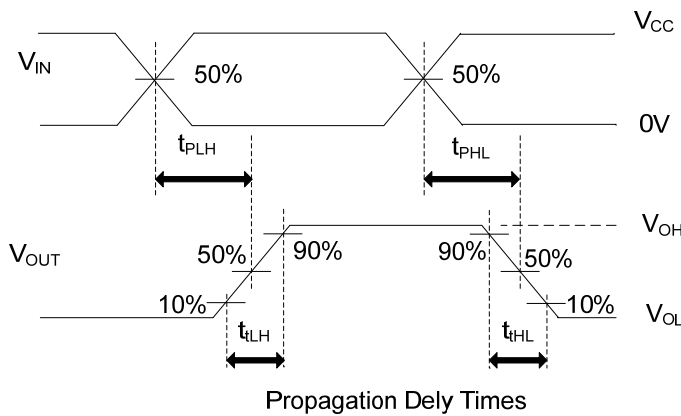 V_CC
V_IN
50%
50%
0V
t_PLH
t_PHL
V_OH
V_OUT
50%
90%
90%
50%
10%
10%
V_OL
t_tLH
t_tHL
Propagation Dely Times